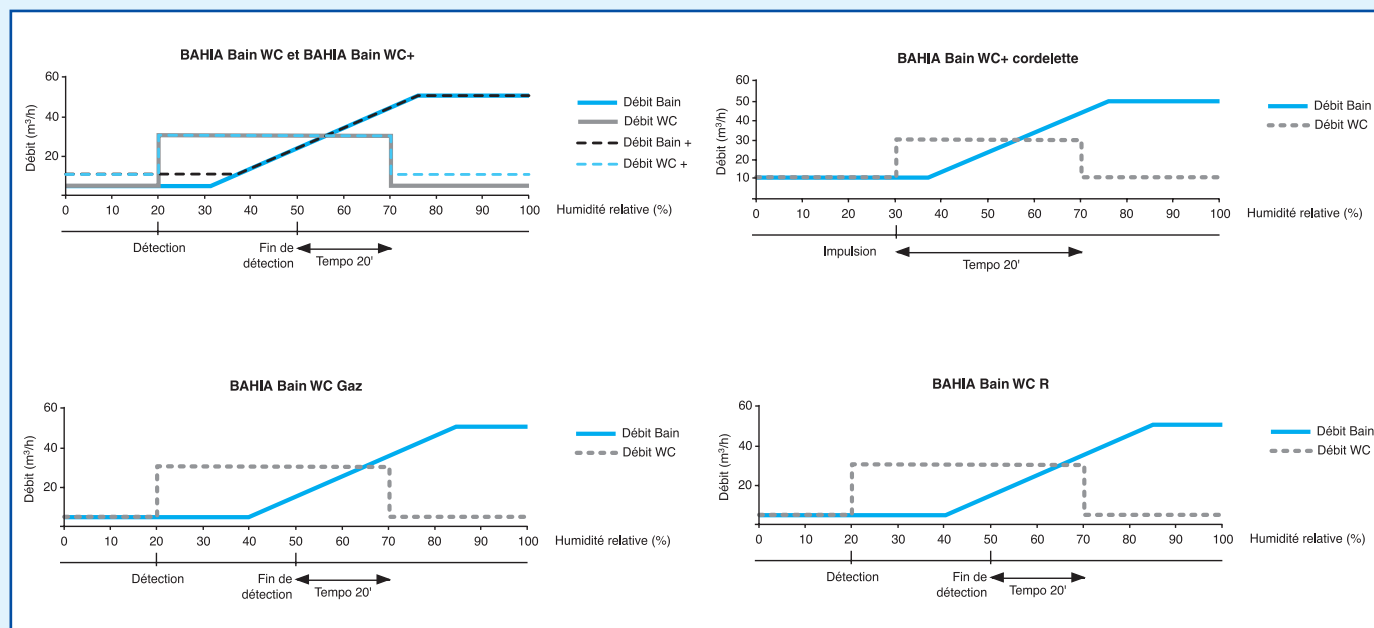 BAHIA Bain WC et BAHIA Bain WC+
Débit (m³/h)
60
40
20
0 10 20 30 40 50 60 70 80 90 100
Humidité relative (%)
Détection
Fin de
détection
Tempo 20'
Débit Bain
Débit WC
Débit Bain +
Débit WC +
BAHIA Bain WC+ cordelette
Débit (m³/h)
60
50
40
30
20
10
0 10 20 30 40 50 60 70 80 90 100
Humidité relative (%)
Impulsion
Tempo 20'
Débit Bain
Débit WC
BAHIA Bain WC Gaz
Débit (m³/h)
60
40
20
0 10 20 30 40 50 60 70 80 90 100
Humidité relative (%)
Détection
Fin de
détection
Tempo 20'
Débit Bain
Débit WC
BAHIA Bain WC R
Débit (m³/h)
60
40
20
0 10 20 30 40 50 60 70 80 90 100
Humidité relative (%)
Détection
Fin de
détection
Tempo 20'
Débit Bain
Débit WC